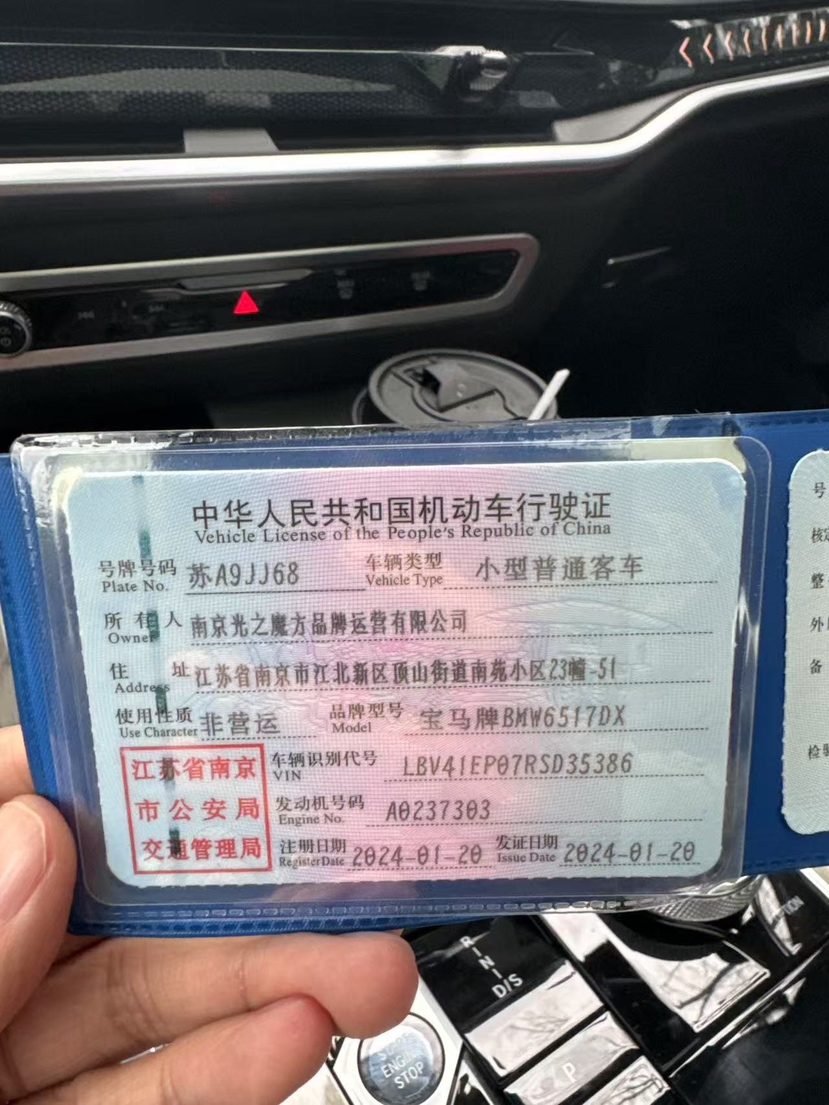 中华人民共和国机动车行驶证
Vehicle License of the People's Republic of China
号牌号码 苏A9JJ68 车辆类型 小型普通客车
Plate No. Vehicle Type
所有人 南京光之魔方品牌运营有限公司
Owner
住址 江苏省南京市江北新区顶山街道南苑小区23幢-51
Address
使用性质 非营运 品牌型号 宝马牌BMW6517DX
Use Character Model
江苏省南京
市公安局
交通管理局
车辆识别代号 LBV41EP07RSD35386
VIN
发动机号码 A0237303
Engine No.
注册日期 2024-01-20 发证日期 2024-01-20
Register Date Issue Date
号
核定
整
外
备
检验
R
N
D/S
P
START
ENGINE
STOP